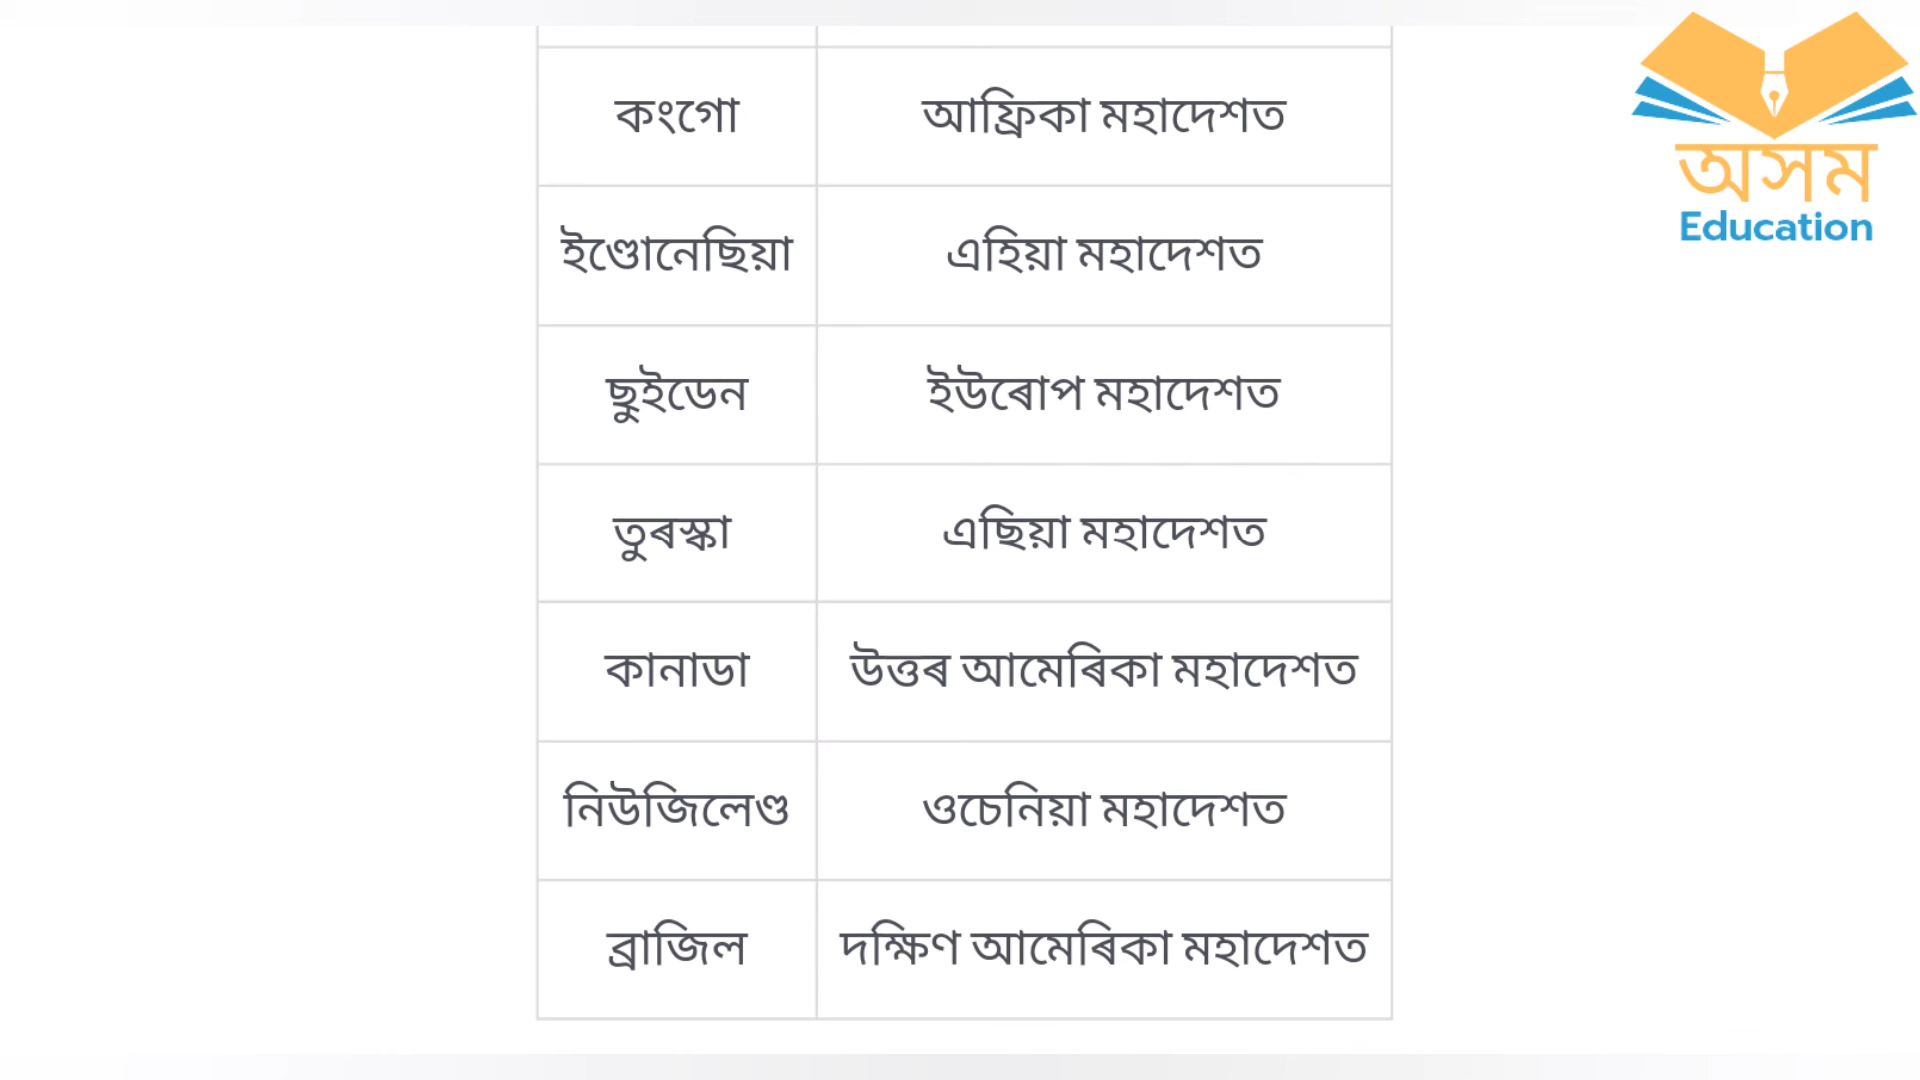 কংগো আফ্ৰিকা মহাদেশত
ইণ্ডোনেছিয়া এহিয়া মহাদেশত
ছুইডেন ইউৰোপ মহাদেশত
তুৰস্কা এছিয়া মহাদেশত
কানাডা উত্তৰ আমেৰিকা মহাদেশত
নিউজিলেণ্ড ওচেনিয়া মহাদেশত
ব্ৰাজিল দক্ষিণ আমেৰিকা মহাদেশত
অসম
Education